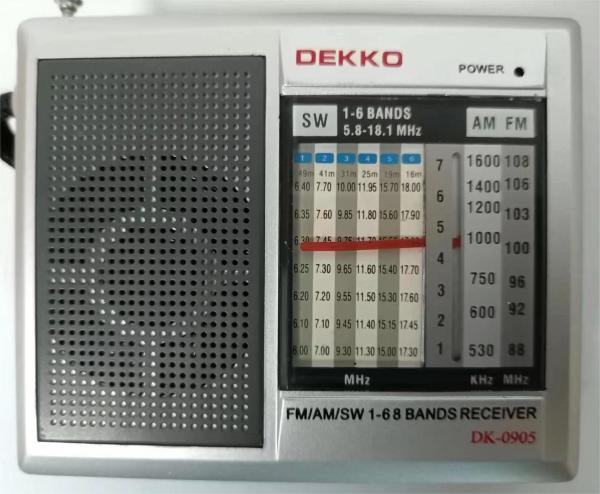 DEKKO
POWER
SW 1-6 BANDS AM FM
5.8-18.1 MHz
1 2 3 4 5 6 7 1600 108
49m 41m 31m 25m 19m 16m
6.40 7.70 10.00 11.95 15.70 18.00 6 1400 106
6.35 7.60 9.85 11.80 15.60 17.90 5 1200 103
4 1000 100
6.25 7.30 9.65 11.60 15.40 17.70 3 750 96
6.20 7.20 9.55 11.50 15.30 17.60 2 600 92
6.10 7.10 9.45 11.40 15.15 17.45
6.00 7.00 9.30 11.30 15.00 17.30 1 530 88
MHz KHz MHz
FM/AM/SW 1-6 8 BANDS RECEIVER
DK-0905